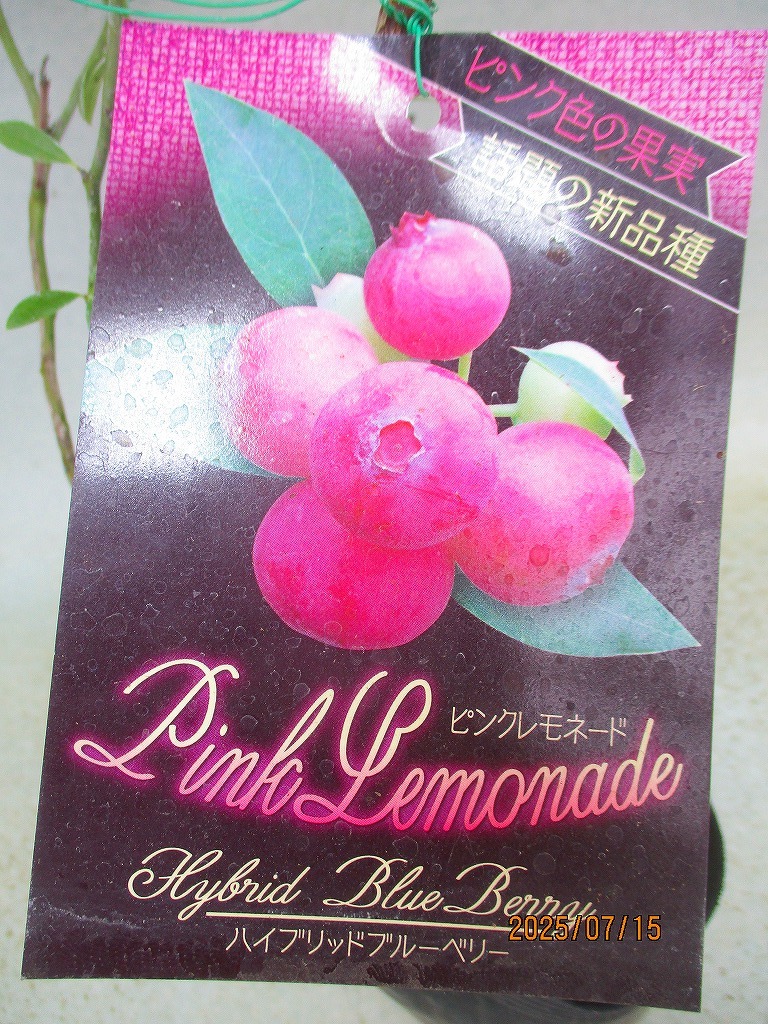 ピンク色の果実
話題の新品種
ピンクレモネード
Pink Lemonade
Hybrid Blue Berry
ハイブリッドブルーベリー
2025/07/15